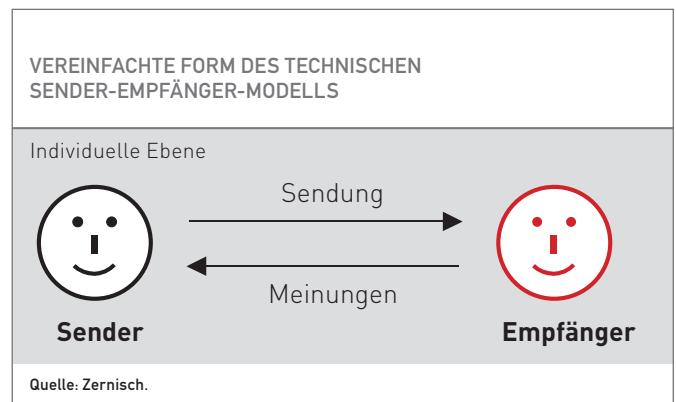 VEREINFACHTE FORM DES TECHNISCHEN
SENDER-EMPFÄNGER-MODELLS
Individuelle Ebene
Sendung
Meinungen
Sender
Empfänger
Quelle: Zernisch.